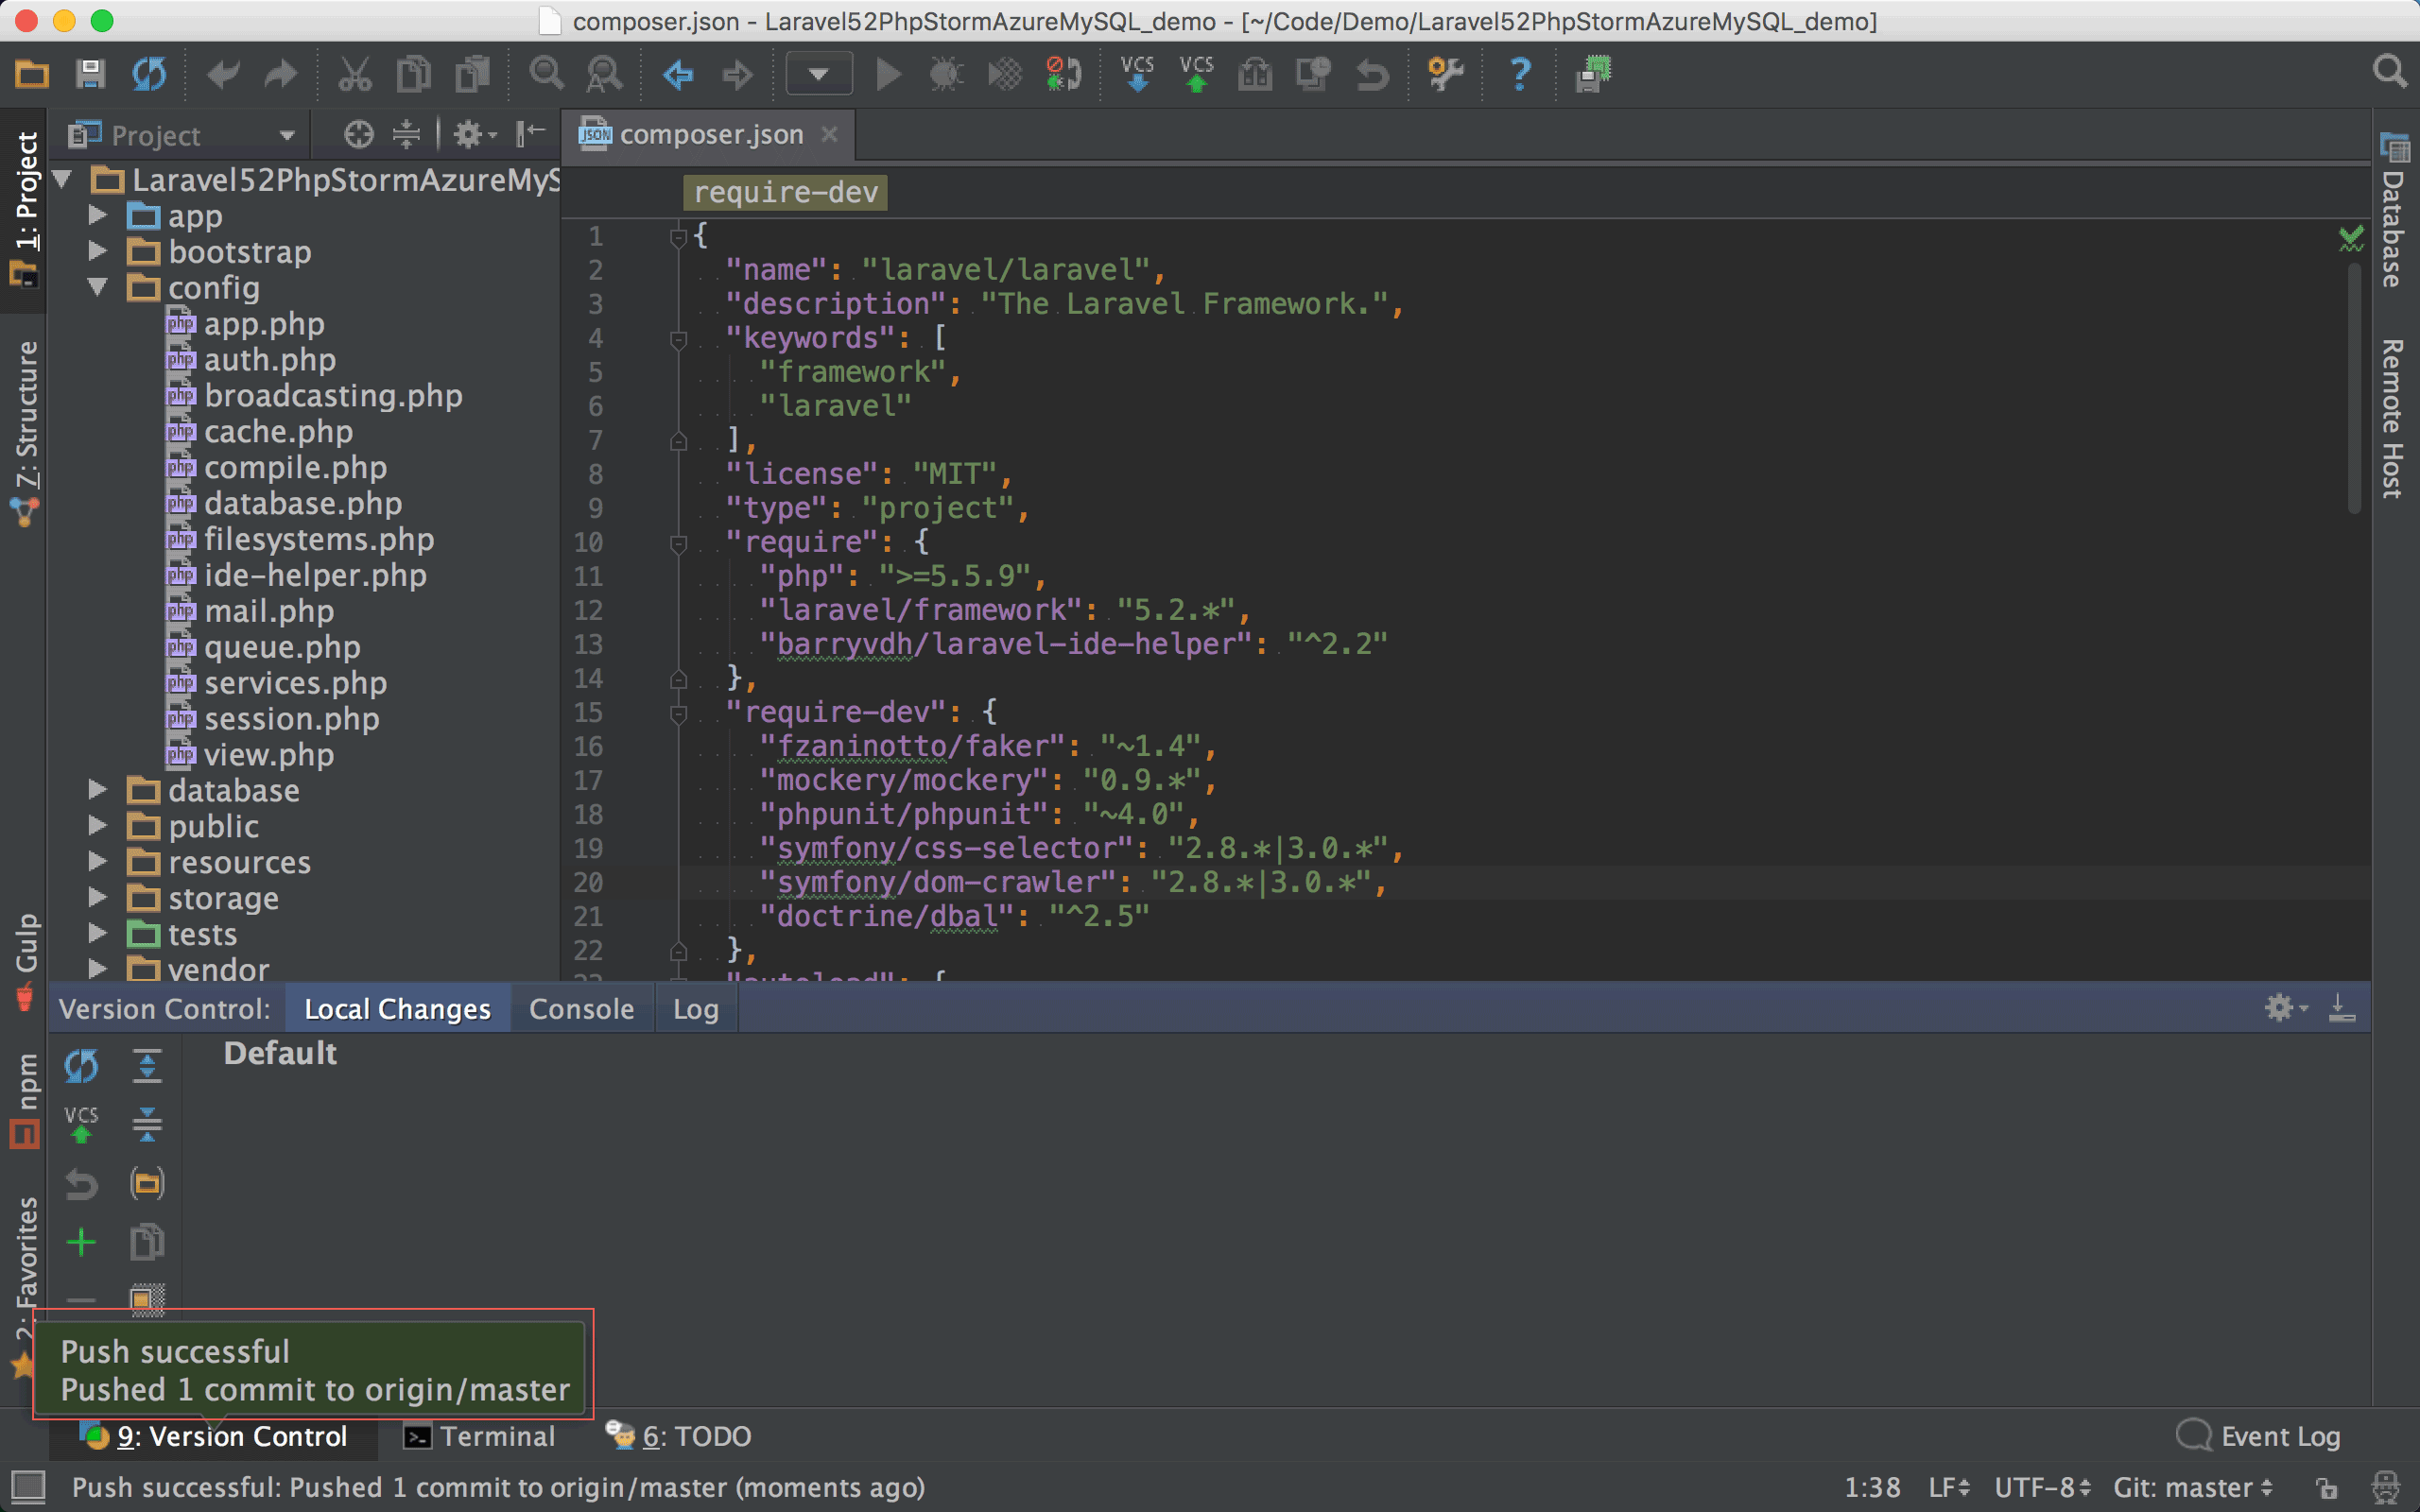 composer.json - Laravel52PhpStormAzureMySQL_demo - [~/Code/Demo/Laravel52PhpStormAzureMySQL_demo]
VCS VCS
Project
composer.json
1: Project
7: Structure
Gulp
npm
2: Favorites
Database
Remote Host
Laravel52PhpStormAzureMyS
app
bootstrap
config
app.php
auth.php
broadcasting.php
cache.php
compile.php
database.php
filesystems.php
ide-helper.php
mail.php
queue.php
services.php
session.php
view.php
database
public
resources
storage
tests
vendor
require-dev
1 {
2 "name": "laravel/laravel",
3 "description": "The Laravel Framework.",
4 "keywords": [
5 "framework",
6 "laravel"
7 ],
8 "license": "MIT",
9 "type": "project",
10 "require": {
11 "php": ">=5.5.9",
12 "laravel/framework": "5.2.*",
13 "barryvdh/laravel-ide-helper": "^2.2"
14 },
15 "require-dev": {
16 "fzaninotto/faker": "~1.4",
17 "mockery/mockery": "0.9.*",
18 "phpunit/phpunit": "~4.0",
19 "symfony/css-selector": "2.8.*|3.0.*",
20 "symfony/dom-crawler": "2.8.*|3.0.*",
21 "doctrine/dbal": "^2.5"
22 },
23 "autoload": {
Version Control: Local Changes Console Log
Default
VCS
Push successful
Pushed 1 commit to origin/master
9: Version Control Terminal 6: TODO Event Log
Push successful: Pushed 1 commit to origin/master (moments ago) 1:38 LF UTF-8 Git: master